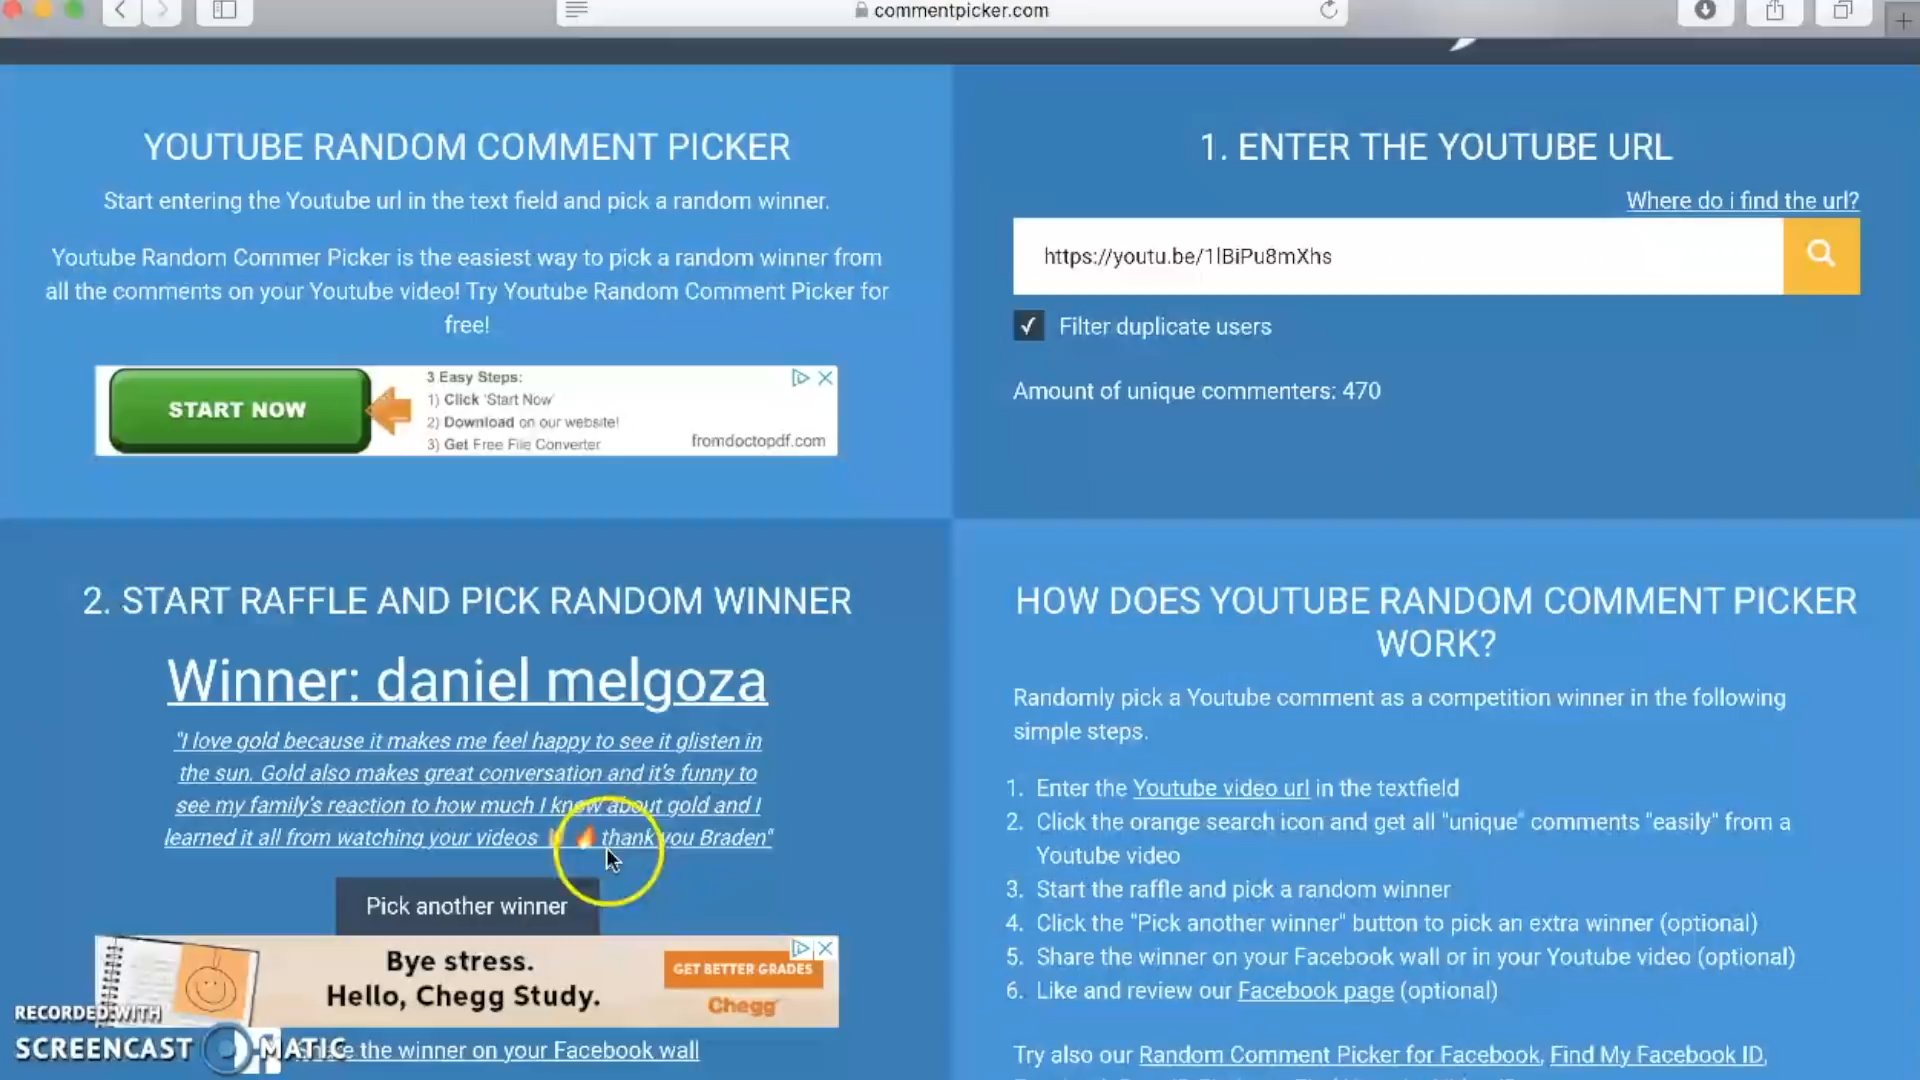 commentpicker.com
YOUTUBE RANDOM COMMENT PICKER
Start entering the Youtube url in the text field and pick a random winner.
Youtube Random Commer Picker is the easiest way to pick a random winner from
all the comments on your Youtube video! Try Youtube Random Comment Picker for
free!
START NOW
3 Easy Steps:
1) Click 'Start Now'
2) Download on our website!
3) Get Free File Converter
fromdoctopdf.com
1. ENTER THE YOUTUBE URL
Where do i find the url?
https://youtu.be/1lBiPu8mXhs
Filter duplicate users
Amount of unique commenters: 470
2. START RAFFLE AND PICK RANDOM WINNER
Winner: daniel melgoza
"I love gold because it makes me feel happy to see it glisten in
the sun. Gold also makes great conversation and it's funny to
see my family's reaction to how much I know about gold and I
learned it all from watching your videos 🔥 thank you Braden"
Pick another winner
Bye stress.
Hello, Chegg Study.
GET BETTER GRADES
Chegg
the winner on your Facebook wall
RECORDED WITH
SCREENCAST MATIC
HOW DOES YOUTUBE RANDOM COMMENT PICKER
WORK?
Randomly pick a Youtube comment as a competition winner in the following
simple steps.
1. Enter the Youtube video url in the textfield
2. Click the orange search icon and get all "unique" comments "easily" from a
Youtube video
3. Start the raffle and pick a random winner
4. Click the "Pick another winner" button to pick an extra winner (optional)
5. Share the winner on your Facebook wall or in your Youtube video (optional)
6. Like and review our Facebook page (optional)
Try also our Random Comment Picker for Facebook, Find My Facebook ID,